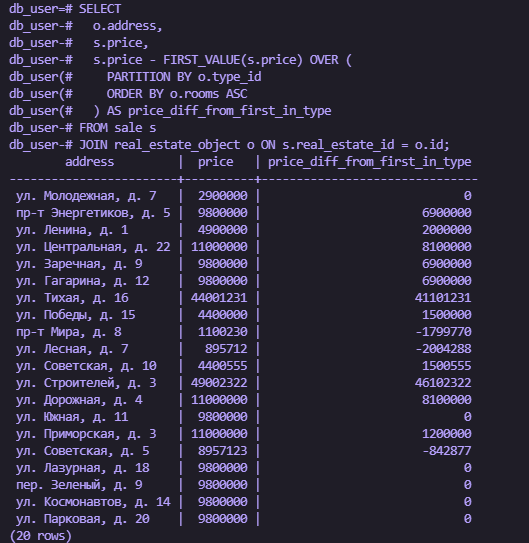 db_user=# SELECT
db_user-#   o.address,
db_user-#   s.price,
db_user-#   s.price - FIRST_VALUE(s.price) OVER (
db_user(#     PARTITION BY o.type_id
db_user(#     ORDER BY o.rooms ASC
db_user(#   ) AS price_diff_from_first_in_type
db_user-# FROM sale s
db_user-# JOIN real_estate_object o ON s.real_estate_id = o.id;
        address         |  price   | price_diff_from_first_in_type
------------------------+----------+-------------------------------
 ул. Молодежная, д. 7   |  2900000 |                             0
 пр-т Энергетиков, д. 5 |  9800000 |                       6900000
 ул. Ленина, д. 1       |  4900000 |                       2000000
 ул. Центральная, д. 22 | 11000000 |                       8100000
 ул. Заречная, д. 9     |  9800000 |                       6900000
 ул. Гагарина, д. 12    |  9800000 |                       6900000
 ул. Тихая, д. 16       | 44001231 |                      41101231
 ул. Победы, д. 15      |  4400000 |                       1500000
 пр-т Мира, д. 8        |  1100230 |                      -1799770
 ул. Лесная, д. 7       |   895712 |                      -2004288
 ул. Советская, д. 10   |  4400555 |                       1500555
 ул. Строителей, д. 3   | 49002322 |                      46102322
 ул. Дорожная, д. 4     | 11000000 |                       8100000
 ул. Южная, д. 11       |  9800000 |                             0
 ул. Приморская, д. 3   | 11000000 |                       1200000
 ул. Советская, д. 5    |  8957123 |                       -842877
 ул. Лазурная, д. 18    |  9800000 |                             0
 пер. Зеленый, д. 9     |  9800000 |                             0
 ул. Космонавтов, д. 14 |  9800000 |                             0
 ул. Парковая, д. 20    |  9800000 |                             0
(20 rows)